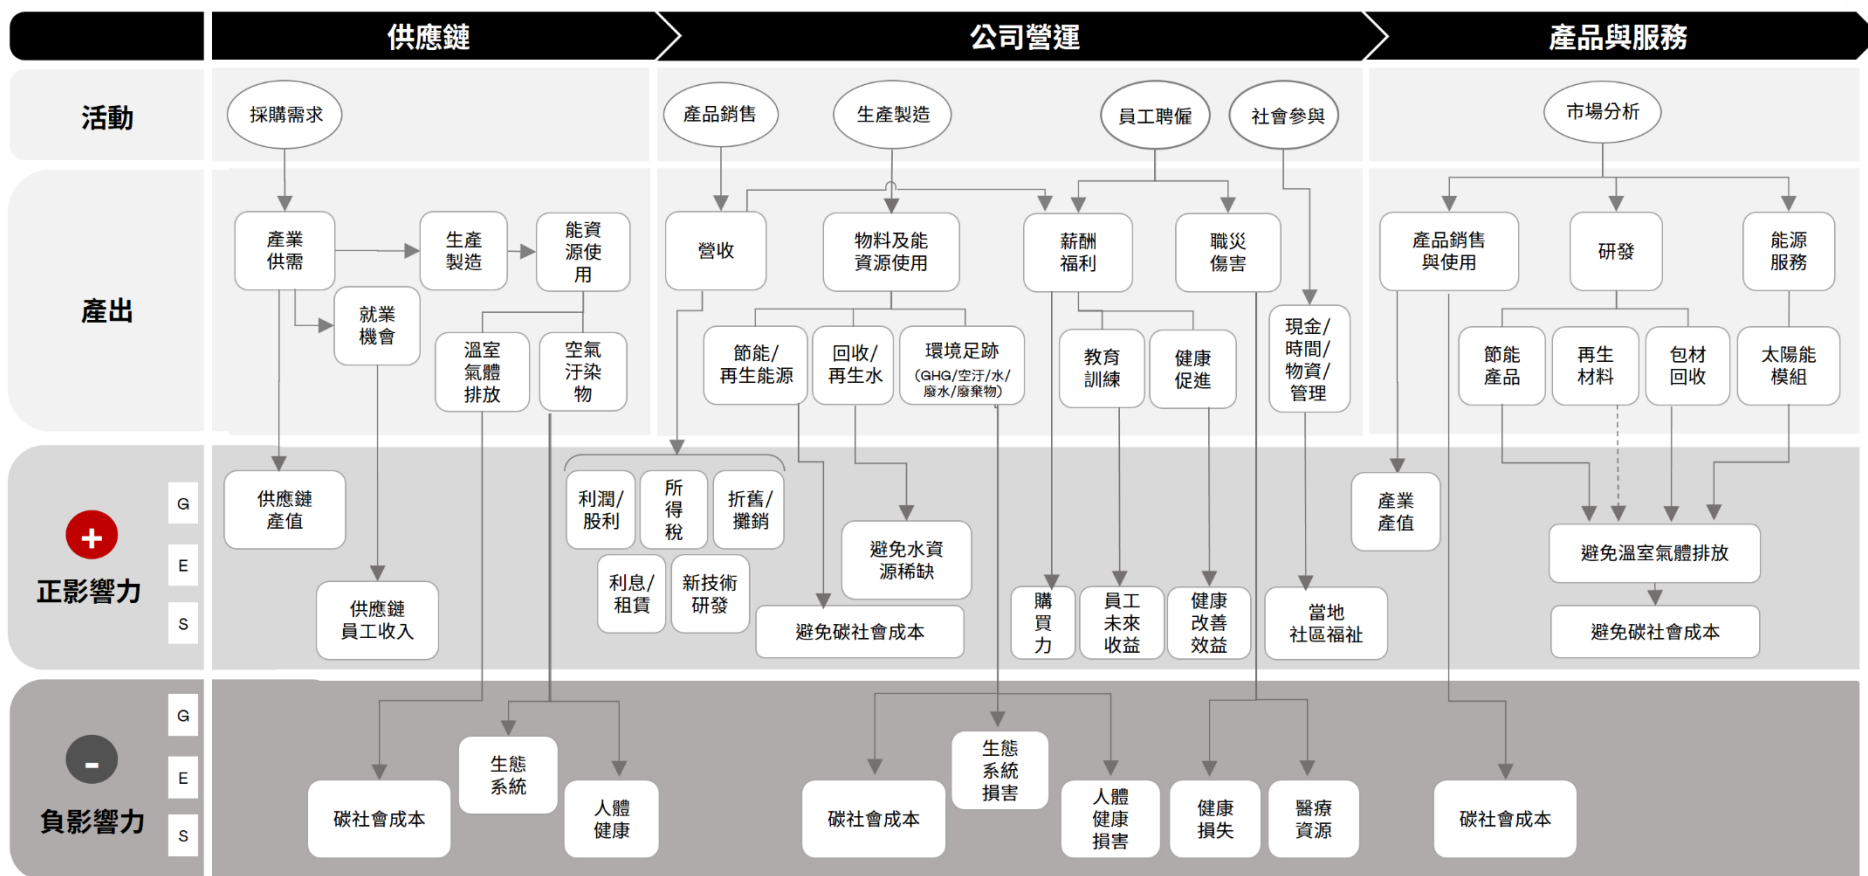 供應鏈
公司營運
產品與服務
活動
採購需求
產品銷售
生產製造
員工聘僱
社會參與
市場分析
產出
產業
供需
生產
製造
能資
源使
用
就業
機會
溫室
氣體
排放
空氣
汙染
物
營收
物料及能
資源使用
薪酬
福利
職災
傷害
節能/
再生能源
回收/
再生水
環境足跡
(GHG/空汙/水/
廢水/廢棄物)
教育
訓練
健康
促進
現金/
時間/
物資/
管理
產品銷售
與使用
研發
能源
服務
節能
產品
再生
材料
包材
回收
太陽能
模組
+
正影響力
G
E
S
供應鏈
產值
供應鏈
員工收入
利潤/
股利
所
得
稅
折舊/
攤銷
利息/
租賃
新技術
研發
避免水資
源稀缺
避免碳社會成本
購
買
力
員工
未來
收益
健康
改善
效益
當地
社區福祉
產業
產值
避免溫室氣體排放
避免碳社會成本
-
負影響力
G
E
S
碳社會成本
生態
系統
人體
健康
碳社會成本
生態
系統
損害
人體
健康
損害
健康
損失
醫療
資源
碳社會成本